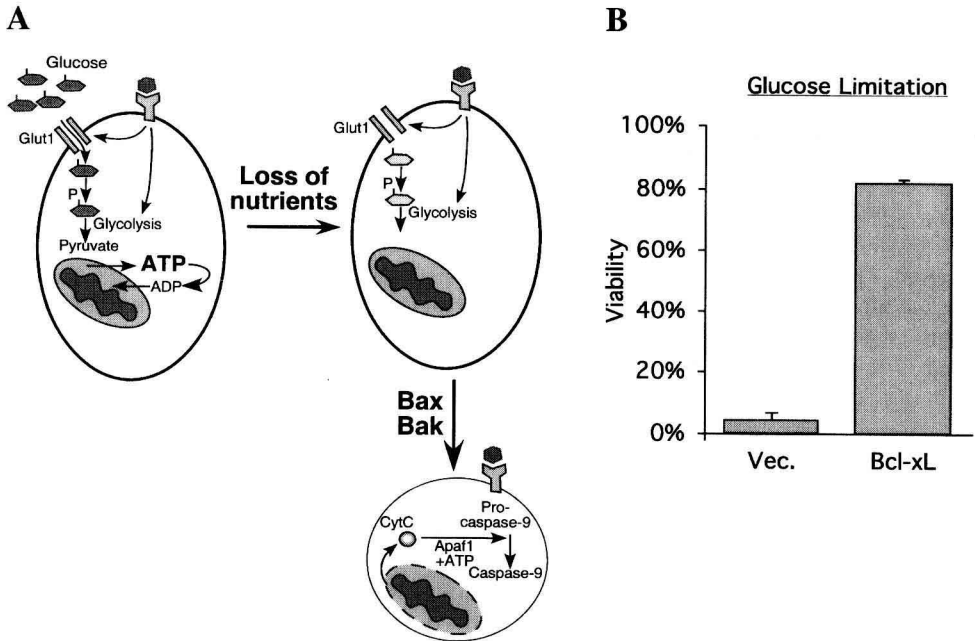 A
Glucose
Glut1
P
Glycolysis
Pyruvate
ATP
ADP
Loss of
nutrients
Glut1
P
Glycolysis
Bax
Bak
CytC
Pro-
caspase-9
Apaf1
+ATP
Caspase-9
B
Glucose Limitation
Viability
100%
80%
60%
40%
20%
0%
Vec.
Bcl-xL